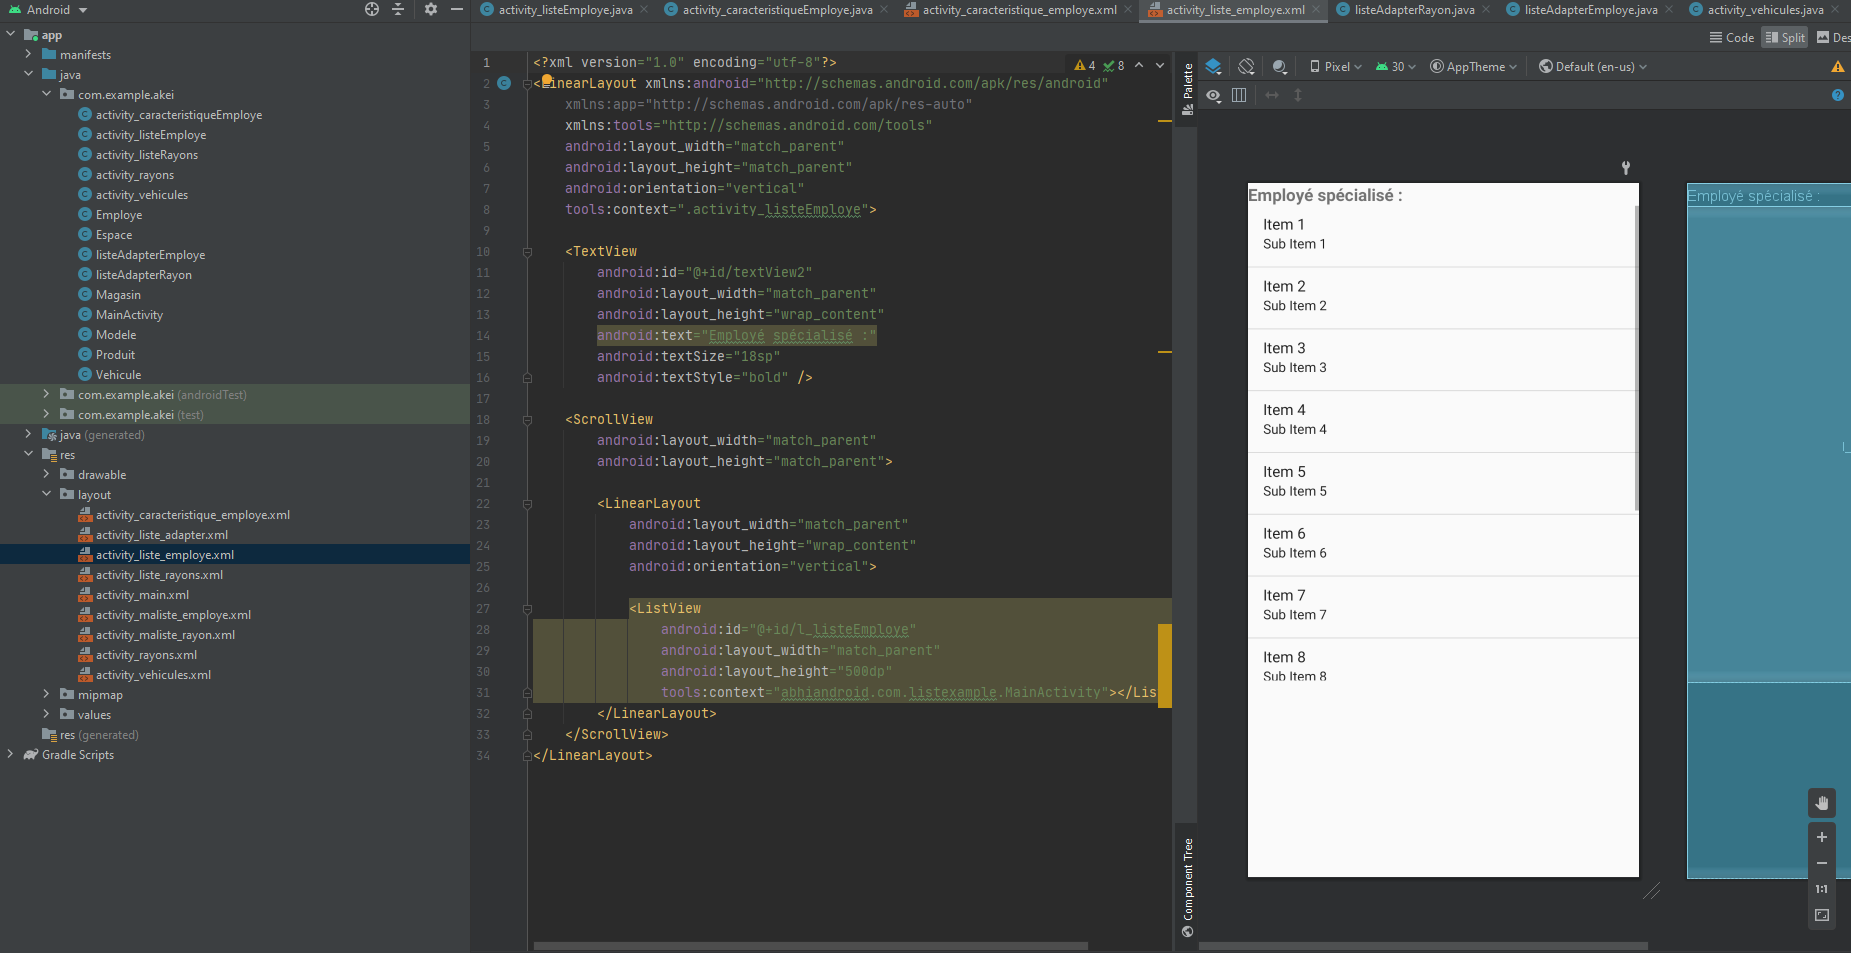 Android
activity_listeEmploye.java
activity_caracteristiqueEmploye.java
activity_caracteristique_employe.xml
activity_liste_employe.xml
listeAdapterRayon.java
listeAdapterEmploye.java
activity_vehicules.java
Code
Split
Des
app
manifests
java
com.example.akei
activity_caracteristiqueEmploye
activity_listeEmploye
activity_listeRayons
activity_rayons
activity_vehicules
Employe
Espace
listeAdapterEmploye
listeAdapterRayon
Magasin
MainActivity
Modele
Produit
Vehicule
com.example.akei (androidTest)
com.example.akei (test)
java (generated)
res
drawable
layout
activity_caracteristique_employe.xml
activity_liste_adapter.xml
activity_liste_employe.xml
activity_liste_rayons.xml
activity_main.xml
activity_maliste_employe.xml
activity_maliste_rayon.xml
activity_rayons.xml
activity_vehicules.xml
mipmap
values
res (generated)
Gradle Scripts
4 8
1 <?xml version="1.0" encoding="utf-8"?>
2 <LinearLayout xmlns:android="http://schemas.android.com/apk/res/android"
3 xmlns:app="http://schemas.android.com/apk/res-auto"
4 xmlns:tools="http://schemas.android.com/tools"
5 android:layout_width="match_parent"
6 android:layout_height="match_parent"
7 android:orientation="vertical"
8 tools:context=".activity_listeEmploye">
9
10 <TextView
11 android:id="@+id/textView2"
12 android:layout_width="match_parent"
13 android:layout_height="wrap_content"
14 android:text="Employé spécialisé :"
15 android:textSize="18sp"
16 android:textStyle="bold" />
17
18 <ScrollView
19 android:layout_width="match_parent"
20 android:layout_height="match_parent">
21
22 <LinearLayout
23 android:layout_width="match_parent"
24 android:layout_height="wrap_content"
25 android:orientation="vertical">
26
27 <ListView
28 android:id="@+id/l_listeEmploye"
29 android:layout_width="match_parent"
30 android:layout_height="500dp"
31 tools:context="abhiandroid.com.listexample.MainActivity"></Lis
32 </LinearLayout>
33 </ScrollView>
34 </LinearLayout>
Palette
Component Tree
Pixel
30
AppTheme
Default (en-us)
Employé spécialisé :
Item 1
Sub Item 1
Item 2
Sub Item 2
Item 3
Sub Item 3
Item 4
Sub Item 4
Item 5
Sub Item 5
Item 6
Sub Item 6
Item 7
Sub Item 7
Item 8
Sub Item 8
Employé spécialisé :
1:1